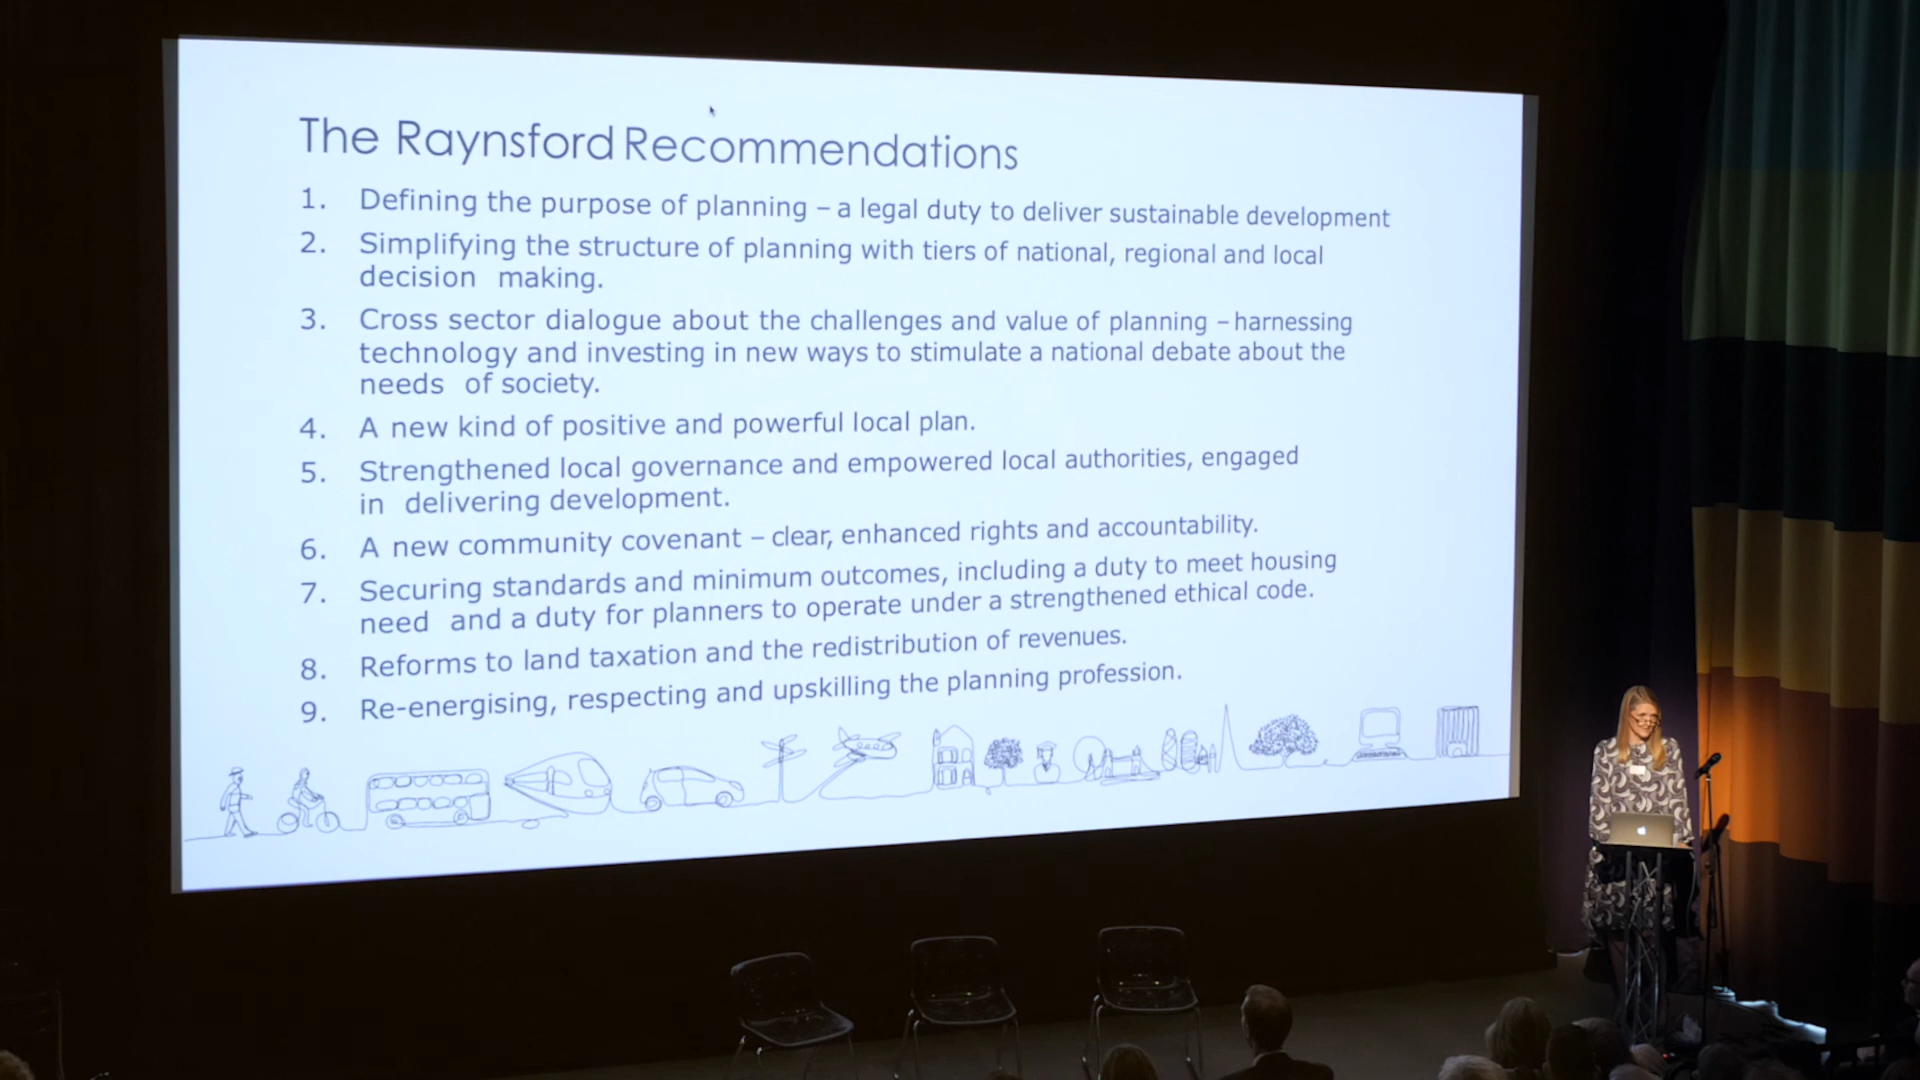 The Raynsford Recommendations
1. Defining the purpose of planning – a legal duty to deliver sustainable development
2. Simplifying the structure of planning with tiers of national, regional and local
decision making.
3. Cross sector dialogue about the challenges and value of planning – harnessing
technology and investing in new ways to stimulate a national debate about the
needs of society.
4. A new kind of positive and powerful local plan.
5. Strengthened local governance and empowered local authorities, engaged
in delivering development.
6. A new community covenant – clear, enhanced rights and accountability.
7. Securing standards and minimum outcomes, including a duty to meet housing
need and a duty for planners to operate under a strengthened ethical code.
8. Reforms to land taxation and the redistribution of revenues.
9. Re-energising, respecting and upskilling the planning profession.